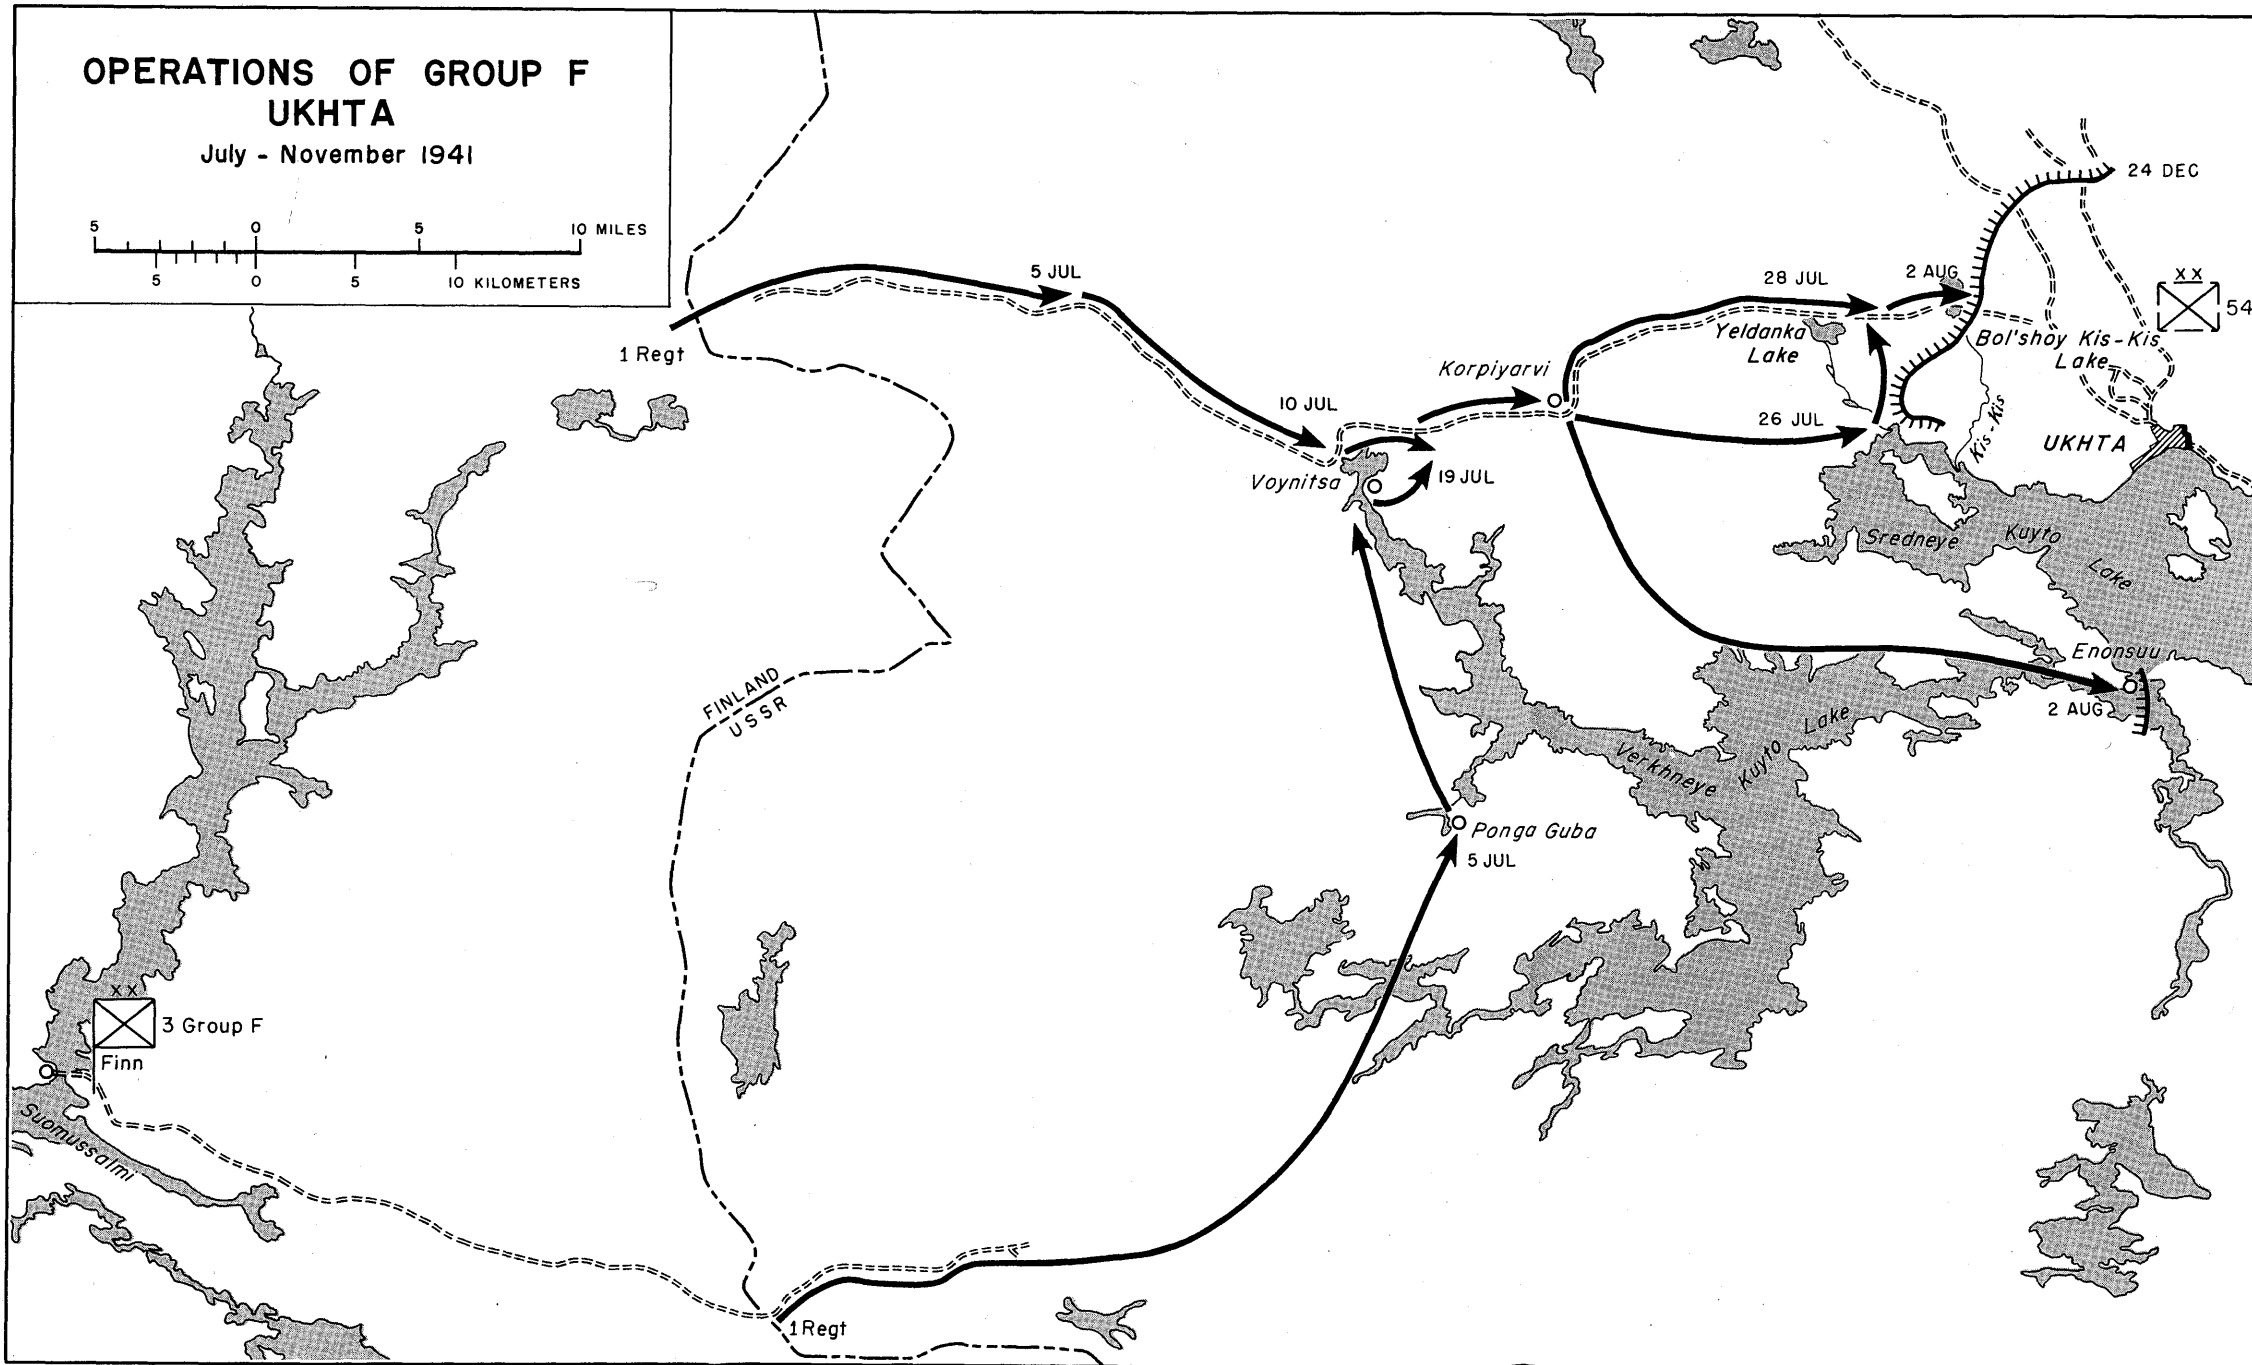 OPERATIONS OF GROUP F
UKHTA
July - November 1941
5 0 5 10 MILES
5 0 5 10 KILOMETERS
24 DEC
5 JUL
28 JUL
2 AUG
XX
54
1 Regt
Yeldanka
Lake
Bol'shoy Kis-Kis
Lake
Korpiyarvi
10 JUL
26 JUL
Kis-Kis
UKHTA
Voynitsa
19 JUL
Sredneye Kuyto Lake
Enonsuu
FINLAND
USSR
2 AUG
Verkhneye Kuyto Lake
Ponga Guba
5 JUL
XX
3 Group F
Finn
Suomussalmi
1 Regt